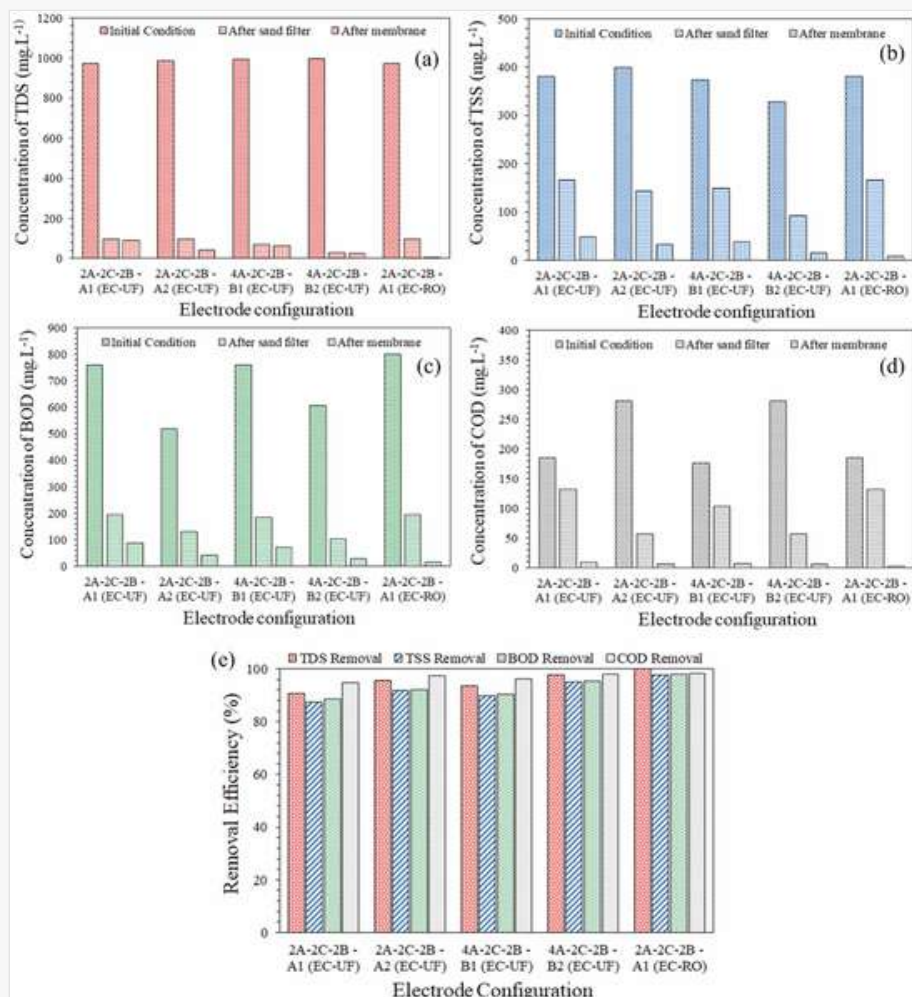 1200
1000
800
600
400
200
0
Concentration of TDS (mg.L-1)
Initial Condition After sand filter After membrane
(a)
2A-2C-2B - 2A-2C-2B - 4A-2C-2B - 4A-2C-2B - 2A-2C-2B -
A1 (EC-UF) A2 (EC-UF) B1 (EC-UF) B2 (EC-UF) A1 (EC-RO)
Electrode configuration
500
400
300
200
100
0
Concentration of TSS (mg.L-1)
Initial Condition After sand filter After membrane
(b)
2A-2C-2B - 2A-2C-2B - 4A-2C-2B - 4A-2C-2B - 2A-2C-2B -
A1 (EC-UF) A2 (EC-UF) B1 (EC-UF) B2 (EC-UF) A1 (EC-RO)
Electrode configuration
900
800
700
600
500
400
300
200
100
0
Concentration of BOD (mg.L-1)
Initial Condition After sand filter After membrane
(c)
2A-2C-2B - 2A-2C-2B - 4A-2C-2B - 4A-2C-2B - 2A-2C-2B -
A1 (EC-UF) A2 (EC-UF) B1 (EC-UF) B2 (EC-UF) A1 (EC-RO)
Electrode configuration
400
350
300
250
200
150
100
50
0
Concentration of COD (mg.L-1)
Initial Condition After sand filter After membrane
(d)
2A-2C-2B - 2A-2C-2B - 4A-2C-2B - 4A-2C-2B - 2A-2C-2B -
A1 (EC-UF) A2 (EC-UF) B1 (EC-UF) B2 (EC-UF) A1 (EC-RO)
Electrode configuration
(e)
TDS Removal TSS Removal BOD Removal COD Removal
100
80
60
40
20
0
Removal Efficiency (%)
2A-2C-2B - 2A-2C-2B - 4A-2C-2B - 4A-2C-2B - 2A-2C-2B -
A1 (EC-UF) A2 (EC-UF) B1 (EC-UF) B2 (EC-UF) A1 (EC-RO)
Electrode Configuration